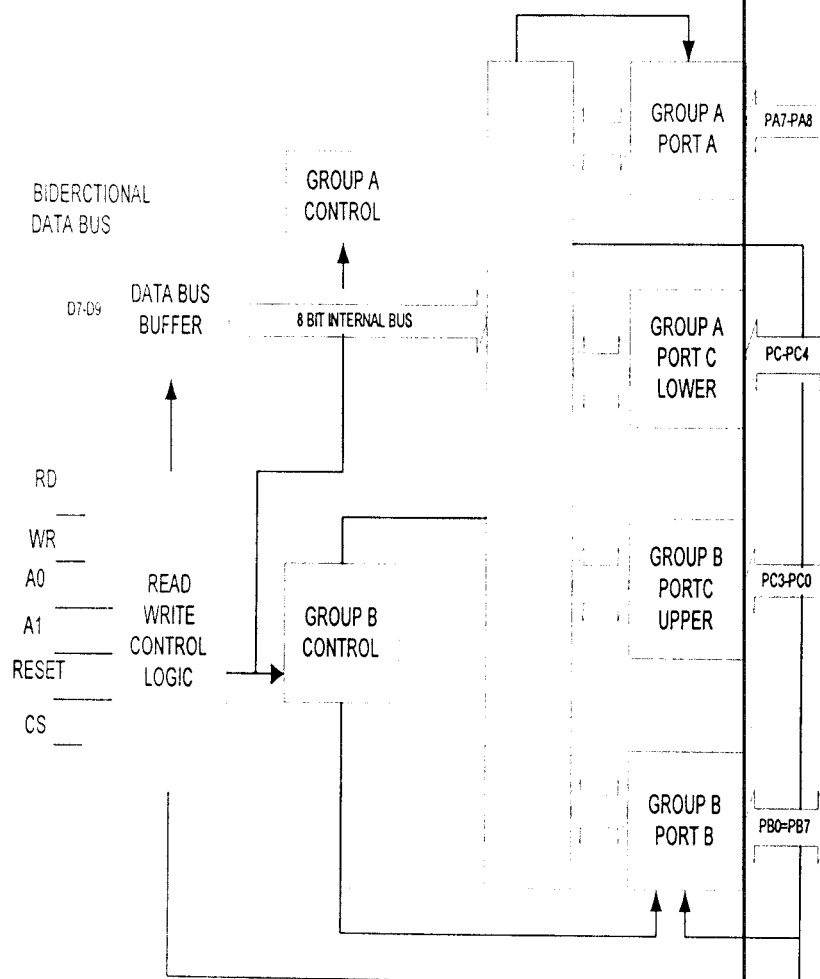 GROUP A
PORT A
PA7-PA8
GROUP A
CONTROL
BIDERCTIONAL
DATA BUS
D7-D9
DATA BUS
BUFFER
8 BIT INTERNAL BUS
GROUP A
PORT C
LOWER
PC-PC4
RD
WR
A0
A1
RESET
CS
READ
WRITE
CONTROL
LOGIC
GROUP B
CONTROL
GROUP B
PORTC
UPPER
PC3-PC0
GROUP B
PORT B
PB0=PB7